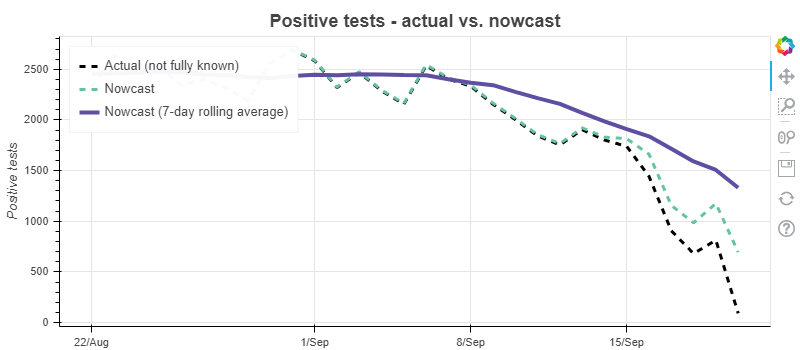 Positive tests - actual vs. nowcast
Actual (not fully known)
Nowcast
Nowcast (7-day rolling average)
Positive tests
2500
2000
1500
1000
500
0
22/Aug
1/Sep
8/Sep
15/Sep